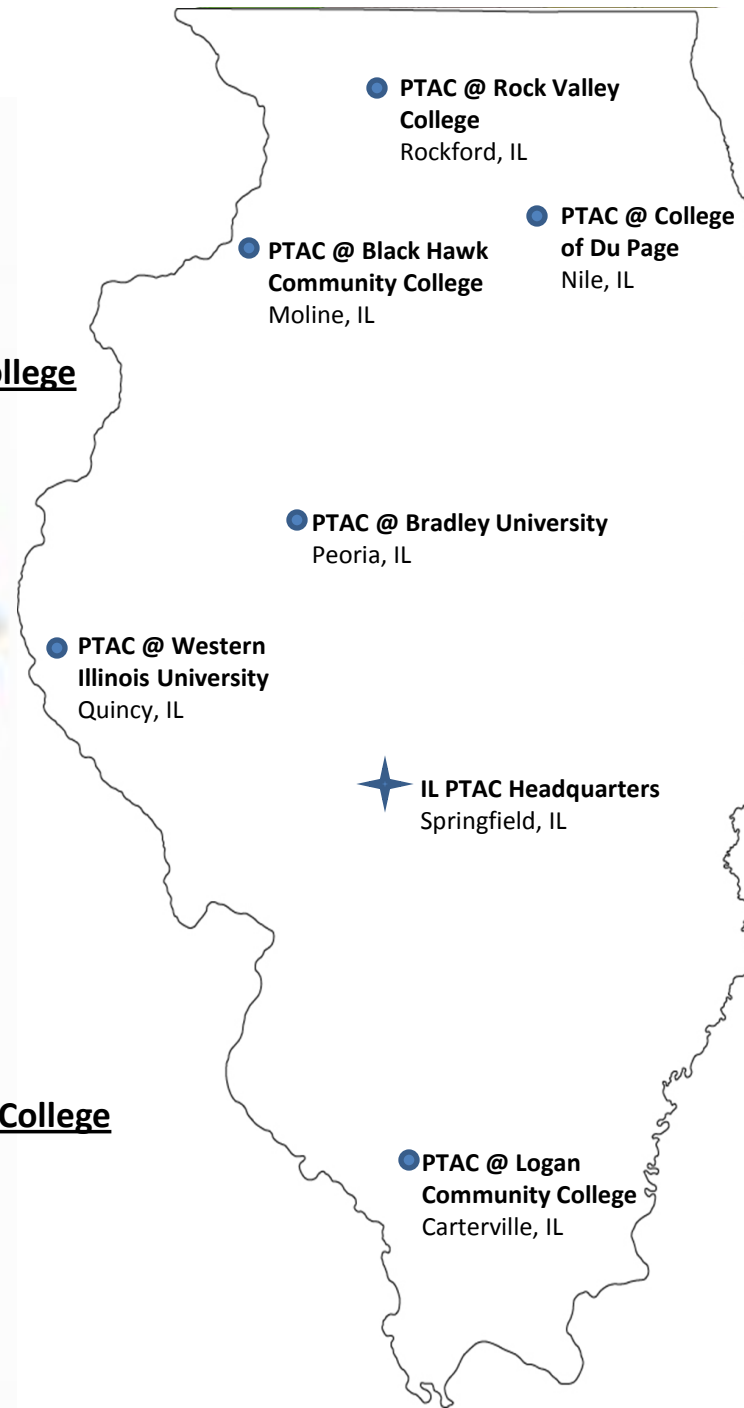 PTAC @ Rock Valley
College
Rockford, IL
PTAC @ College
of Du Page
Nile, IL
PTAC @ Black Hawk
Community College
Moline, IL
ollege
PTAC @ Bradley University
Peoria, IL
PTAC @ Western
Illinois University
Quincy, IL
IL PTAC Headquarters
Springfield, IL
College
PTAC @ Logan
Community College
Carterville, IL